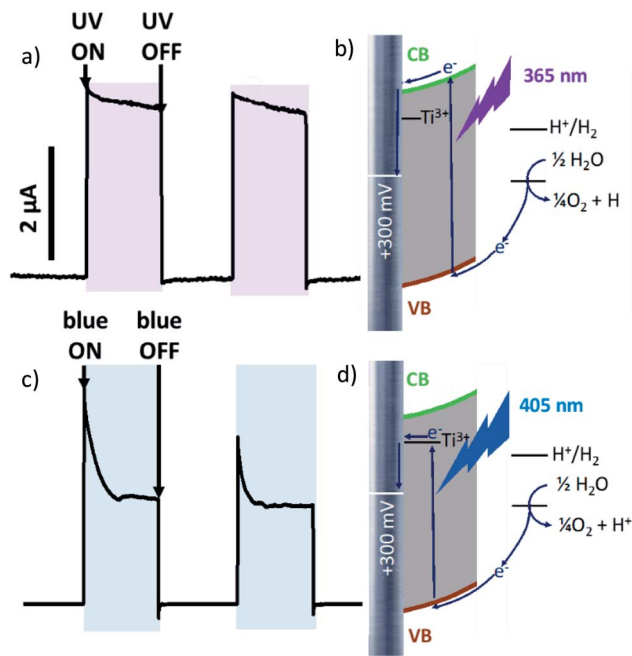 UV
ON
UV
OFF
a)
2 µA
b)
CB
e-
365 nm
Ti³⁺
H⁺/H₂
½ H₂O
¼O₂ + H
+300 mV
e-
VB
blue
ON
blue
OFF
c)
d)
CB
405 nm
e-
Ti³⁺
H⁺/H₂
½ H₂O
¼O₂ + H⁺
+300 mV
e-
VB